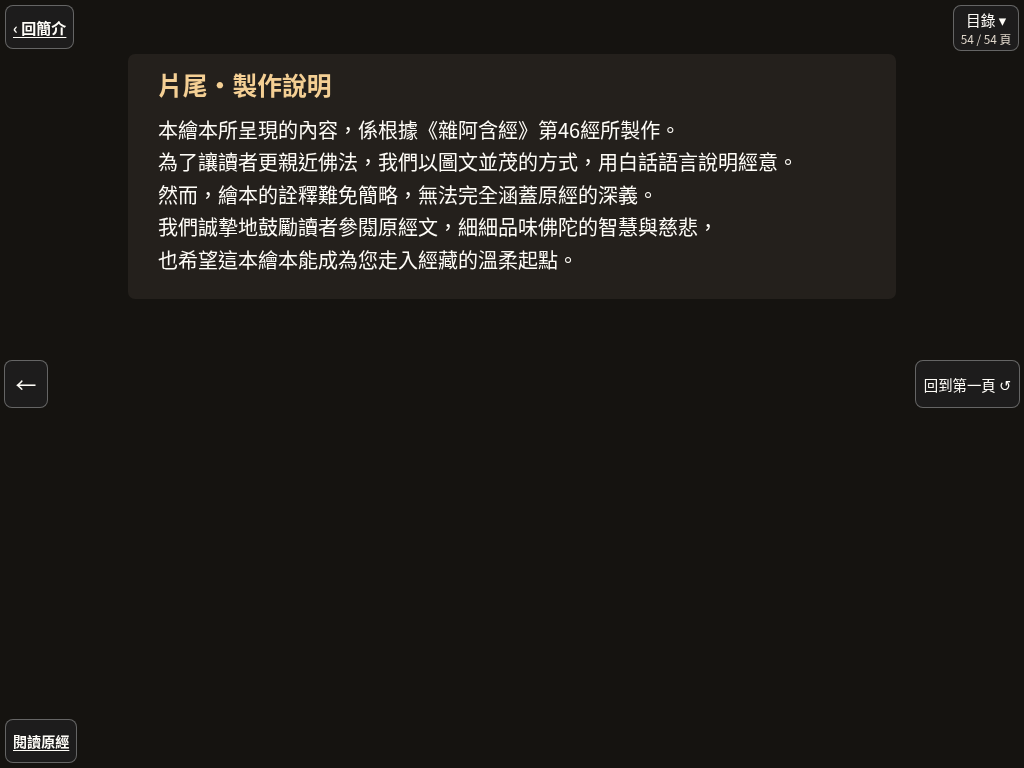 ‹ 回簡介
目錄 ▾
54 / 54 頁
片尾・製作說明
本繪本所呈現的內容，係根據《雜阿含經》第46經所製作。
為了讓讀者更親近佛法，我們以圖文並茂的方式，用白話語言說明經意。
然而，繪本的詮釋難免簡略，無法完全涵蓋原經的深義。
我們誠摯地鼓勵讀者參閱原經文，細細品味佛陀的智慧與慈悲，
也希望這本繪本能成為您走入經藏的溫柔起點。
←
回到第一頁 ↺
閱讀原經